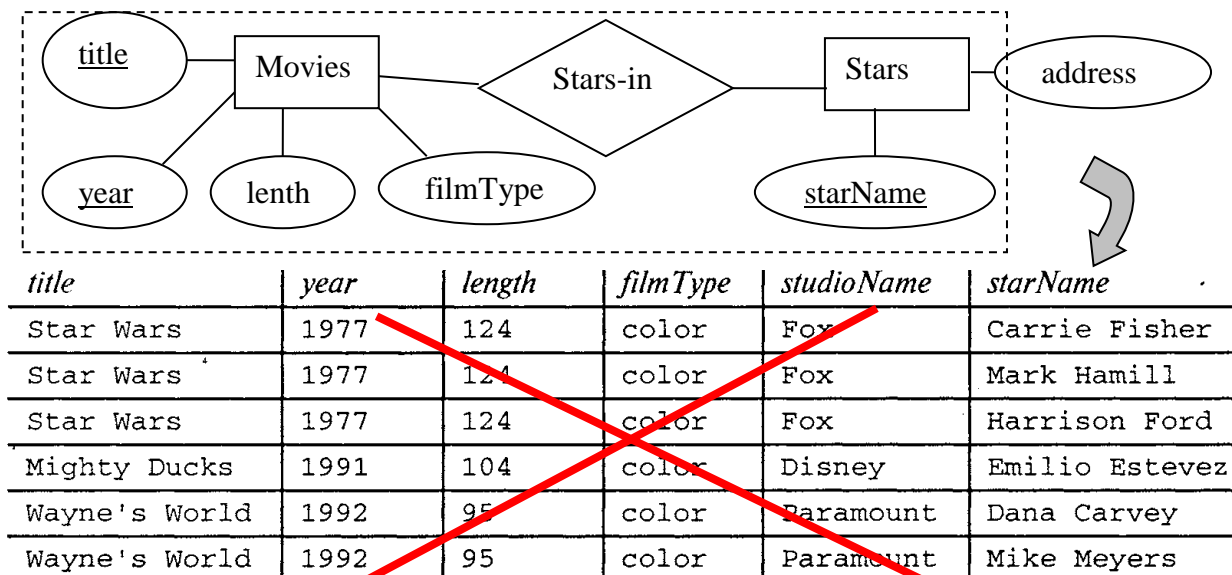 title Movies Stars-in Stars address
year lenth filmType starName
title year length filmType studioName starName
Star Wars 1977 124 color Fox Carrie Fisher
Star Wars 1977 124 color Fox Mark Hamill
Star Wars 1977 124 color Fox Harrison Ford
Mighty Ducks 1991 104 color Disney Emilio Estevez
Wayne's World 1992 95 color Paramount Dana Carvey
Wayne's World 1992 95 color Paramount Mike Meyers